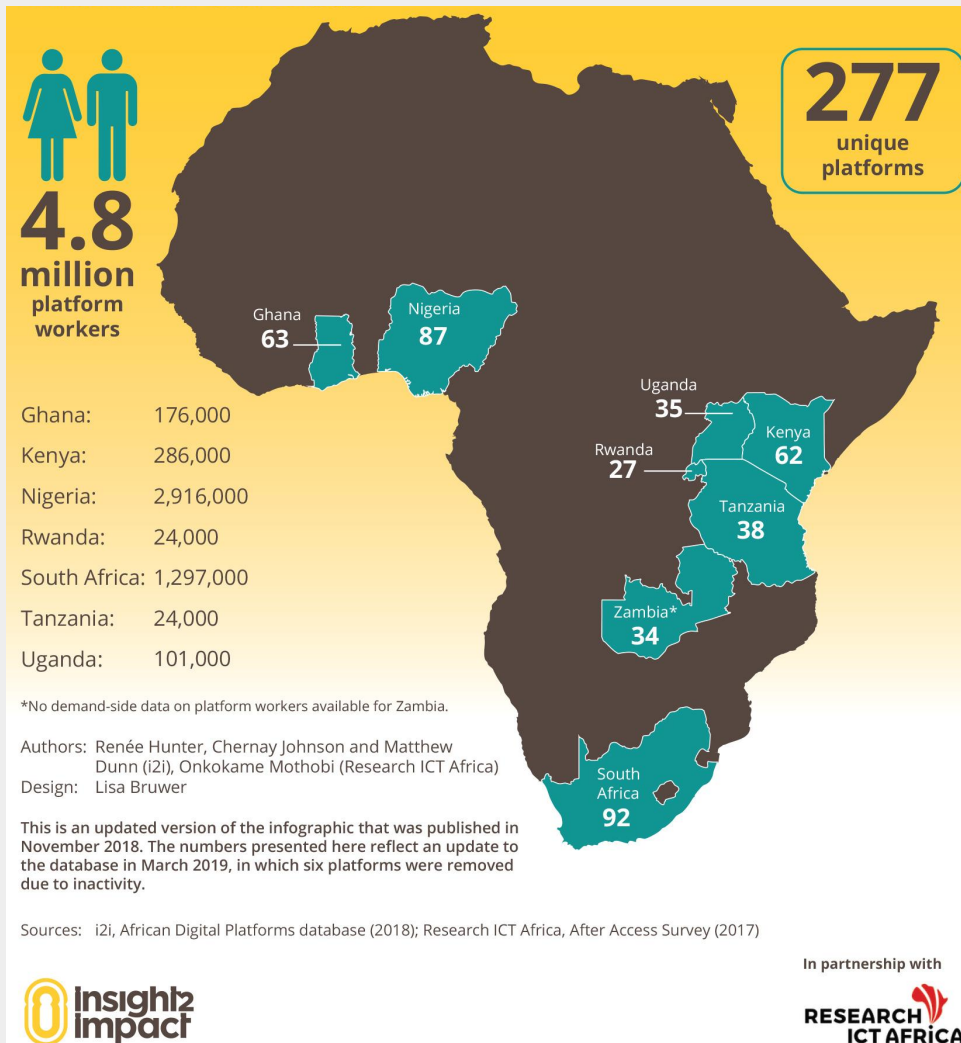 277
unique
platforms
4.8
million
platform
workers
Ghana
63
Nigeria
87
Uganda
35
Kenya
62
Rwanda
27
Tanzania
38
Zambia*
34
South
Africa
92
Ghana: 176,000
Kenya: 286,000
Nigeria: 2,916,000
Rwanda: 24,000
South Africa: 1,297,000
Tanzania: 24,000
Uganda: 101,000
*No demand-side data on platform workers available for Zambia.
Authors: Renée Hunter, Chernay Johnson and Matthew
Dunn (i2i), Onkokame Mothobi (Research ICT Africa)
Design: Lisa Bruwer
This is an updated version of the infographic that was published in
November 2018. The numbers presented here reflect an update to
the database in March 2019, in which six platforms were removed
due to inactivity.
Sources: i2i, African Digital Platforms database (2018); Research ICT Africa, After Access Survey (2017)
In partnership with
insight2
impact
RESEARCH
ICT AFRICA